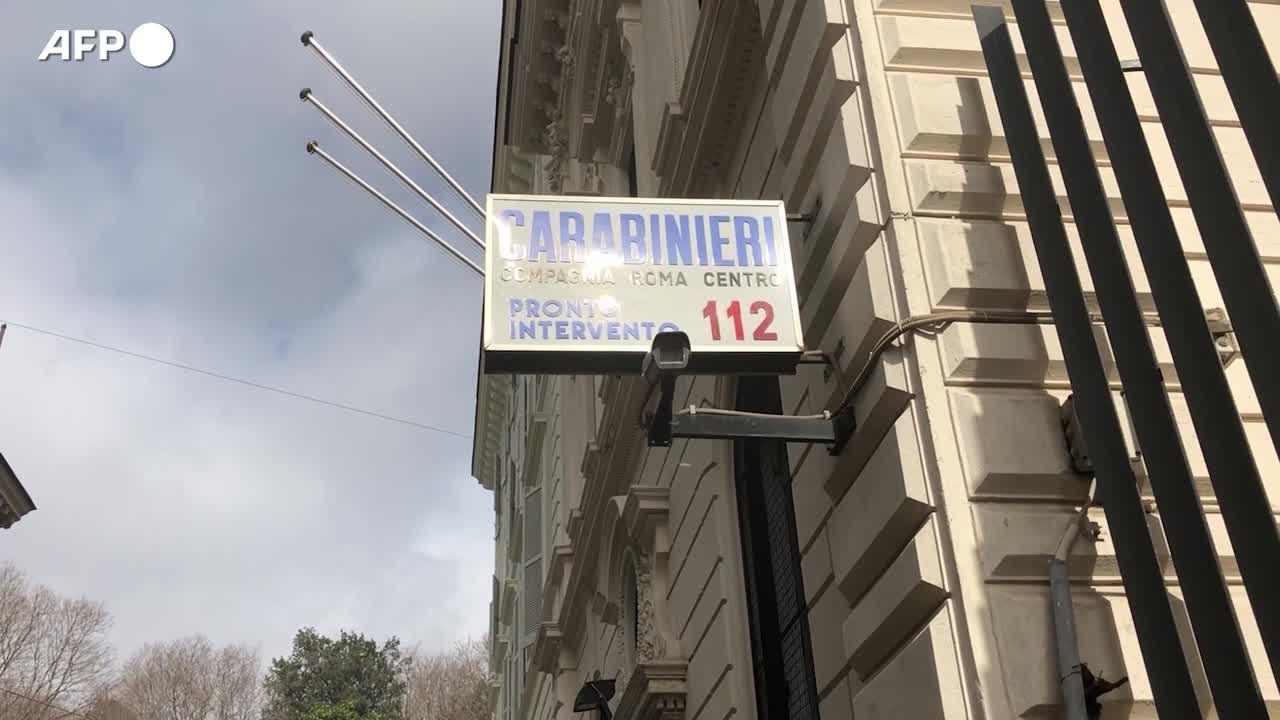 AFP
CARABINIERI
COMPAGNIA ROMA CENTRO
PRONTO
INTERVENTO 112